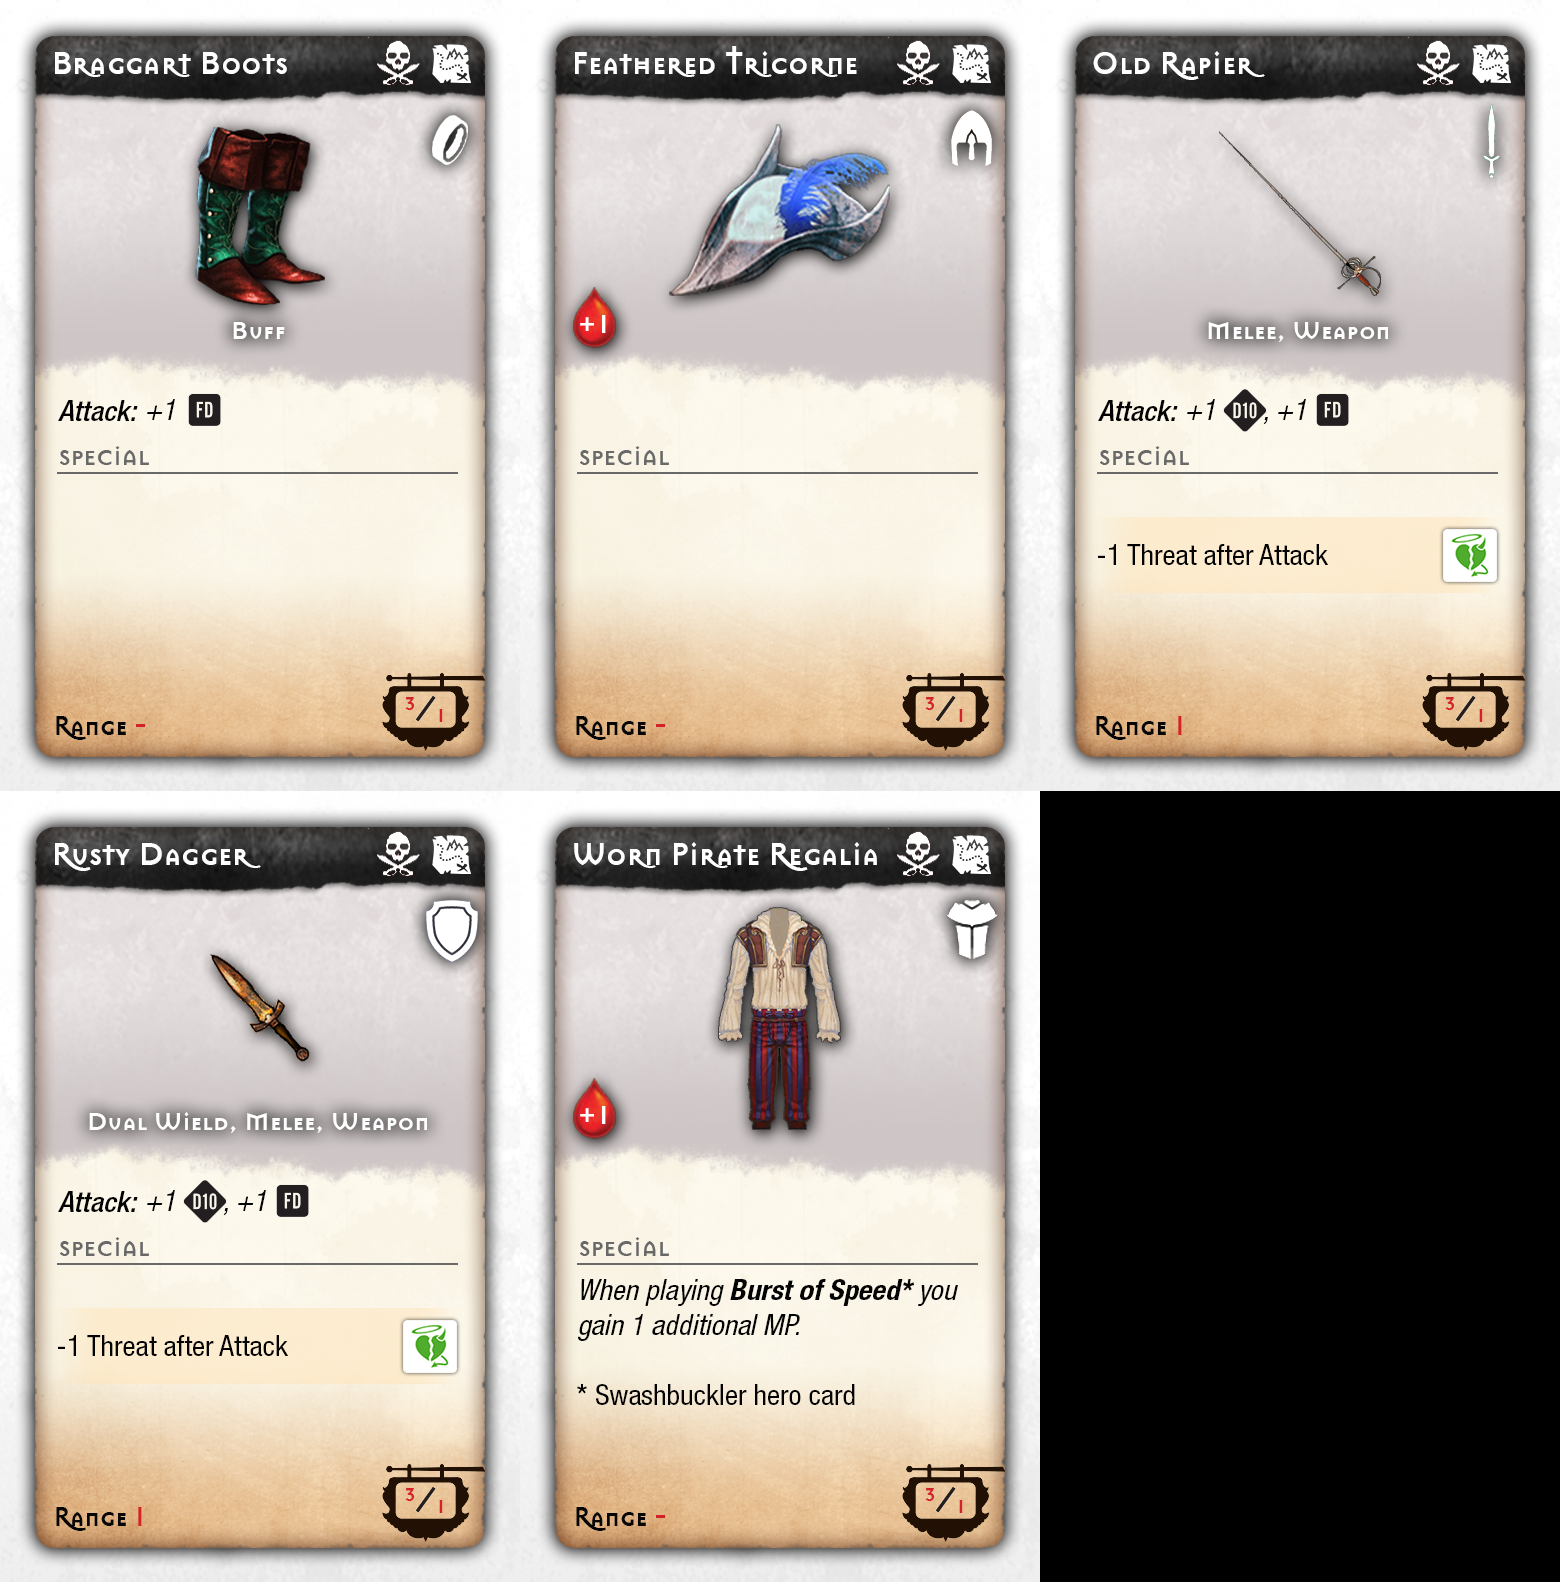 Braggart Boots
Buff
Attack: +1 FD
Special
Range -
3/1
Feathered Tricorne
+1
Special
Range -
3/1
Old Rapier
Melee, Weapon
Attack: +1 D10, +1 FD
Special
-1 Threat after Attack
Range 1
3/1
Rusty Dagger
Dual Wield, Melee, Weapon
Attack: +1 D10, +1 FD
Special
-1 Threat after Attack
Range 1
3/1
Worn Pirate Regalia
+1
Special
When playing Burst of Speed* you
gain 1 additional MP.
* Swashbuckler hero card
Range -
3/1